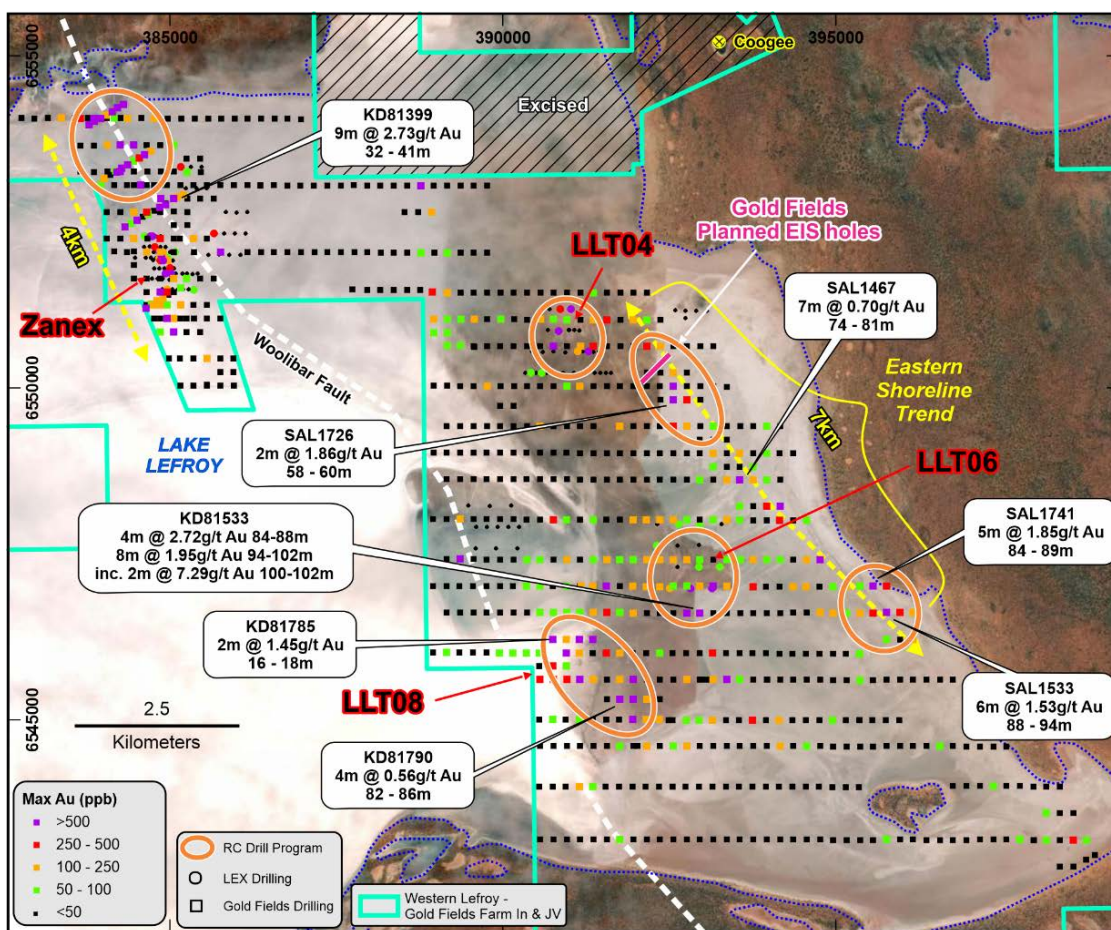 385000
390000
395000
6555000
6550000
6545000
Coogee
Excised
KD81399
9m @ 2.73g/t Au
32 - 41m
Gold Fields
Planned EIS holes
LLT04
4km
Zanex
Woolibar Fault
SAL1467
7m @ 0.70g/t Au
74 - 81m
Eastern
Shoreline
Trend
7km
LAKE
LEFROY
SAL1726
2m @ 1.86g/t Au
58 - 60m
LLT06
KD81533
4m @ 2.72g/t Au 84-88m
8m @ 1.95g/t Au 94-102m
inc. 2m @ 7.29g/t Au 100-102m
SAL1741
5m @ 1.85g/t Au
84 - 89m
KD81785
2m @ 1.45g/t Au
16 - 18m
LLT08
SAL1533
6m @ 1.53g/t Au
88 - 94m
2.5
Kilometers
KD81790
4m @ 0.56g/t Au
82 - 86m
Max Au (ppb)
>500
250 - 500
100 - 250
50 - 100
<50
RC Drill Program
LEX Drilling
Gold Fields Drilling
Western Lefroy -
Gold Fields Farm In & JV